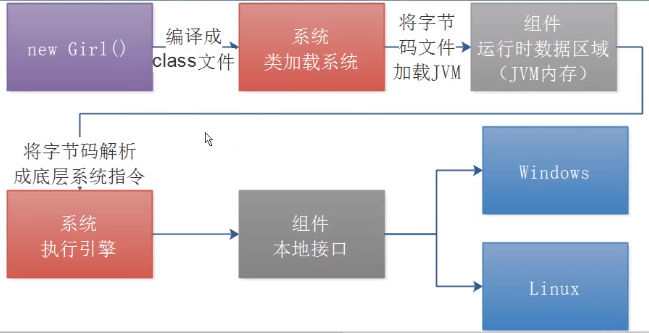 new Girl()
编译成
class文件
系统
类加载系统
将字节
码文件
加载JVM
组件
运行时数据区域
（JVM内存）
将字节码解析
成底层系统指令
系统
执行引擎
组件
本地接口
Windows
Linux